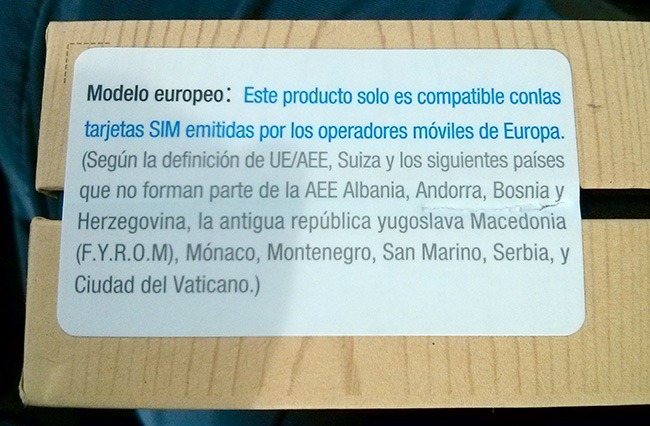 Modelo europeo: Este producto solo es compatible conlas
tarjetas SIM emitidas por los operadores móviles de Europa.
(Según la definición de UE/AEE, Suiza y los siguientes países
que no forman parte de la AEE Albania, Andorra, Bosnia y
Herzegovina, la antigua república yugoslava Macedonia
(F.Y.R.O.M), Mónaco, Montenegro, San Marino, Serbia, y
Ciudad del Vaticano.)